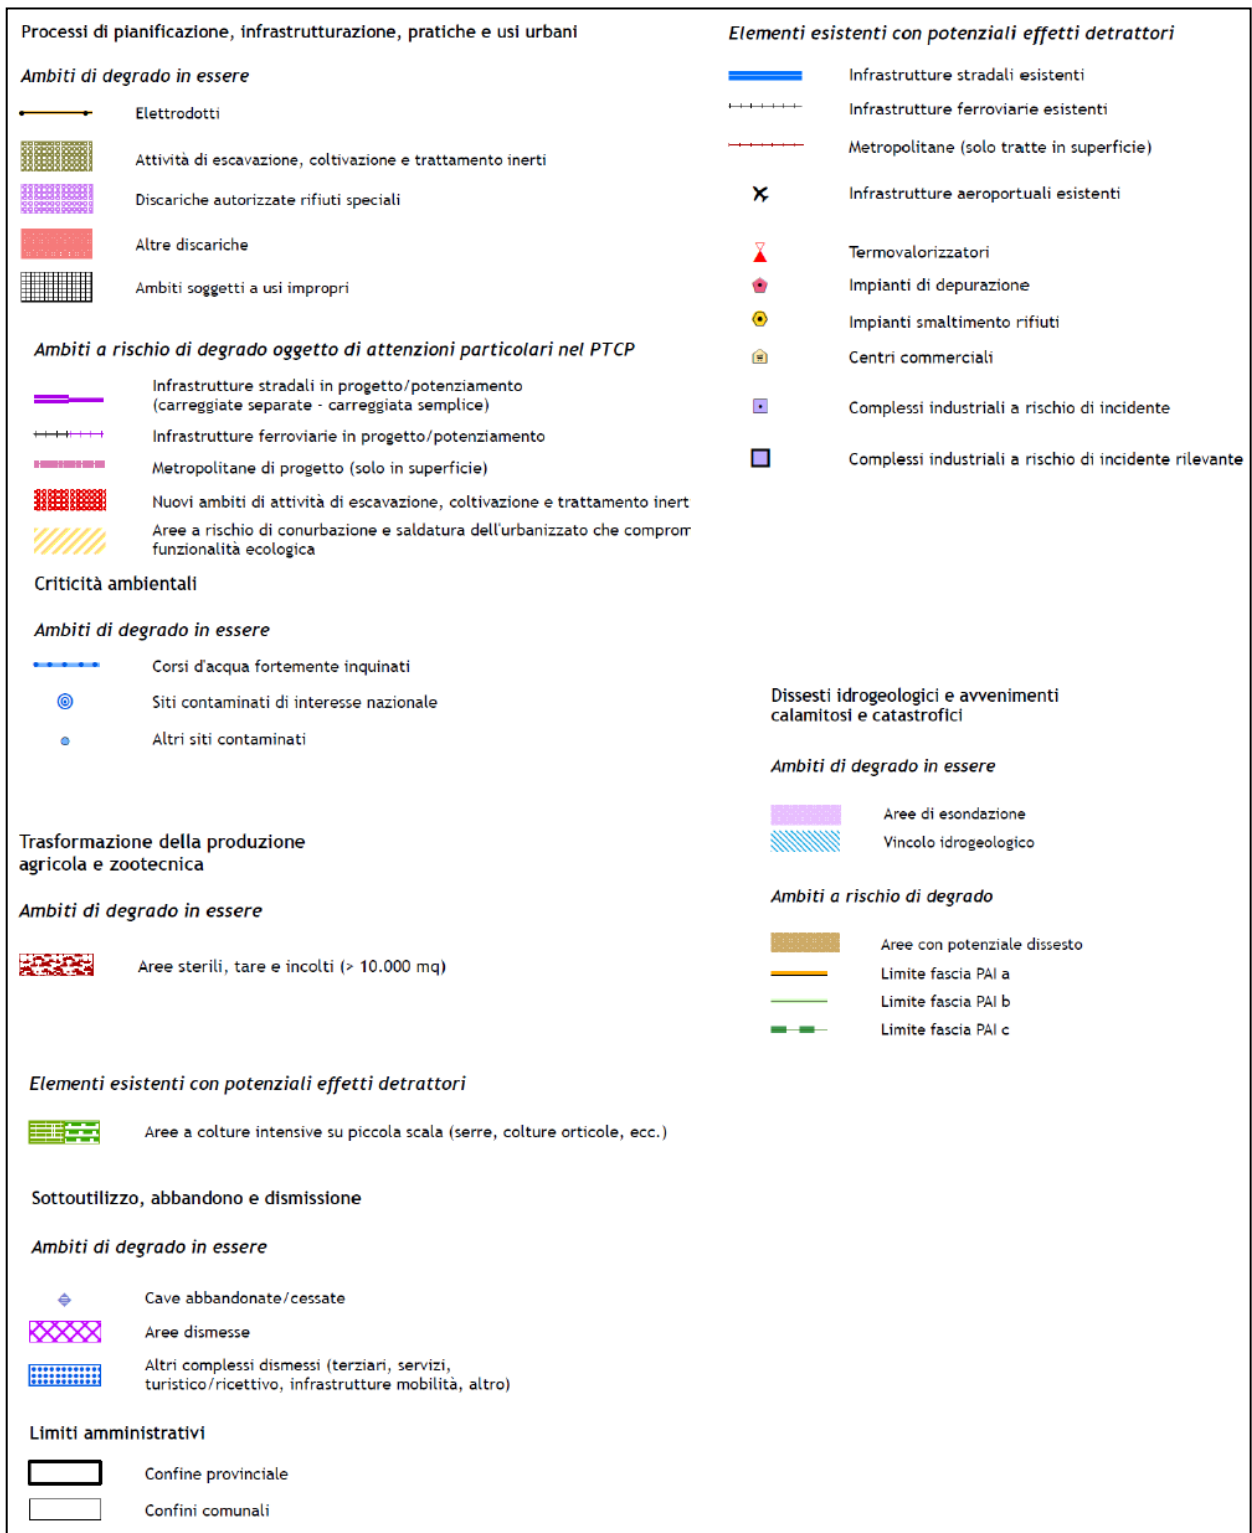 Processi di pianificazione, infrastrutturazione, pratiche e usi urbani
Ambiti di degrado in essere
Elettrodotti
Attività di escavazione, coltivazione e trattamento inerti
Discariche autorizzate rifiuti speciali
Altre discariche
Ambiti soggetti a usi impropri
Ambiti a rischio di degrado oggetto di attenzioni particolari nel PTCP
Infrastrutture stradali in progetto/potenziamento
(carreggiate separate - carreggiata semplice)
Infrastrutture ferroviarie in progetto/potenziamento
Metropolitane di progetto (solo in superficie)
Nuovi ambiti di attività di escavazione, coltivazione e trattamento inert
Aree a rischio di conurbazione e saldatura dell'urbanizzato che comprom
funzionalità ecologica
Criticità ambientali
Ambiti di degrado in essere
Corsi d'acqua fortemente inquinati
Siti contaminati di interesse nazionale
Altri siti contaminati
Trasformazione della produzione
agricola e zootecnica
Ambiti di degrado in essere
Aree sterili, tare e incolti (> 10.000 mq)
Elementi esistenti con potenziali effetti detrattori
Aree a colture intensive su piccola scala (serre, colture orticole, ecc.)
Sottoutilizzo, abbandono e dismissione
Ambiti di degrado in essere
Cave abbandonate/cessate
Aree dismesse
Altri complessi dismessi (terziari, servizi,
turistico/ricettivo, infrastrutture mobilità, altro)
Limiti amministrativi
Confine provinciale
Confini comunali
Elementi esistenti con potenziali effetti detrattori
Infrastrutture stradali esistenti
Infrastrutture ferroviarie esistenti
Metropolitane (solo tratte in superficie)
Infrastrutture aeroportuali esistenti
Termovalorizzatori
Impianti di depurazione
Impianti smaltimento rifiuti
Centri commerciali
Complessi industriali a rischio di incidente
Complessi industriali a rischio di incidente rilevante
Dissesti idrogeologici e avvenimenti
calamitosi e catastrofici
Ambiti di degrado in essere
Aree di esondazione
Vincolo idrogeologico
Ambiti a rischio di degrado
Aree con potenziale dissesto
Limite fascia PAI a
Limite fascia PAI b
Limite fascia PAI c